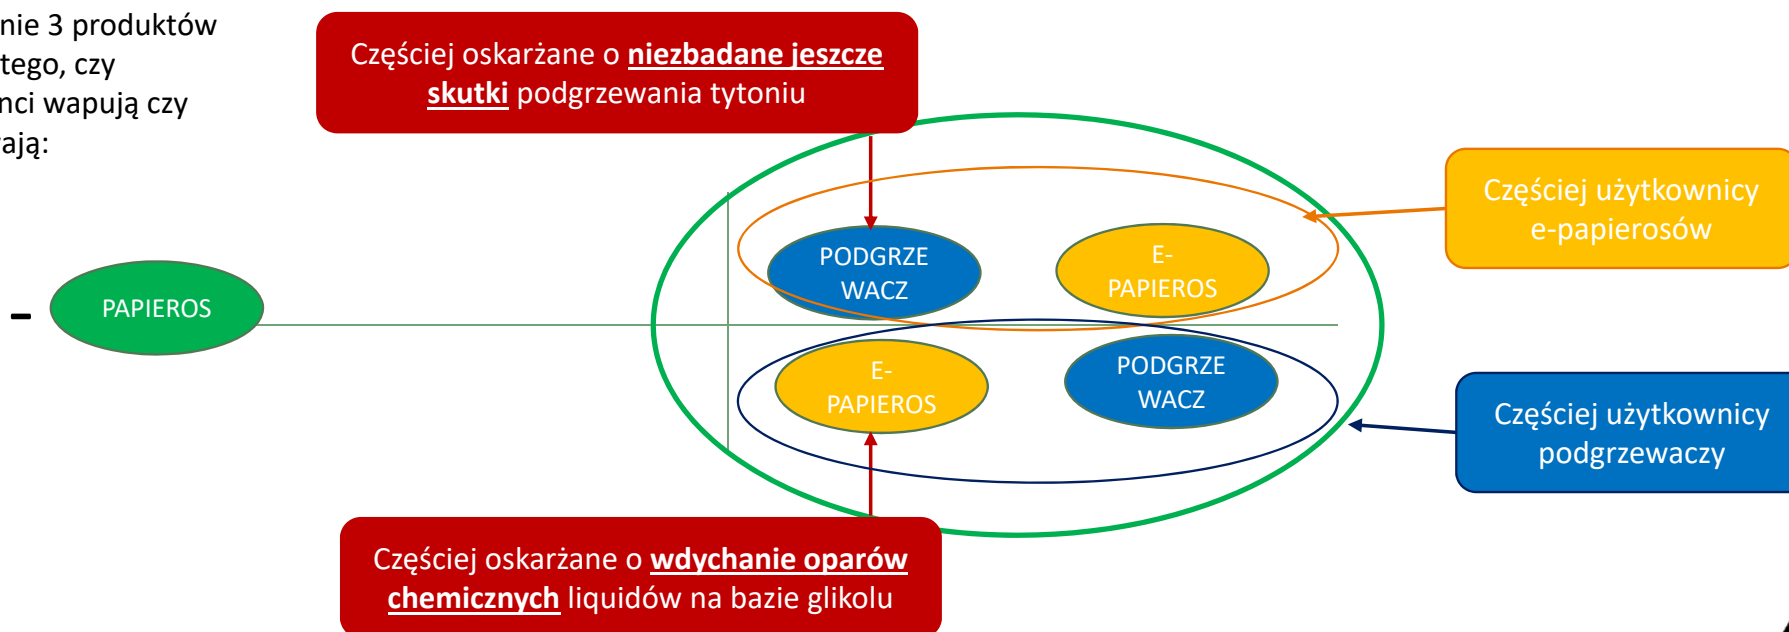 nie 3 produktów
tego, czy
nci wapują czy
ają:
Częściej oskarżane o niezbadane jeszcze
skutki podgrzewania tytoniu
Częściej użytkownicy
e-papierosów
PODGRZE
WACZ
E-
PAPIEROS
- PAPIEROS
E-
PAPIEROS
PODGRZE
WACZ
Częściej użytkownicy
podgrzewaczy
Częściej oskarżane o wdychanie oparów
chemicznych liquidów na bazie glikolu